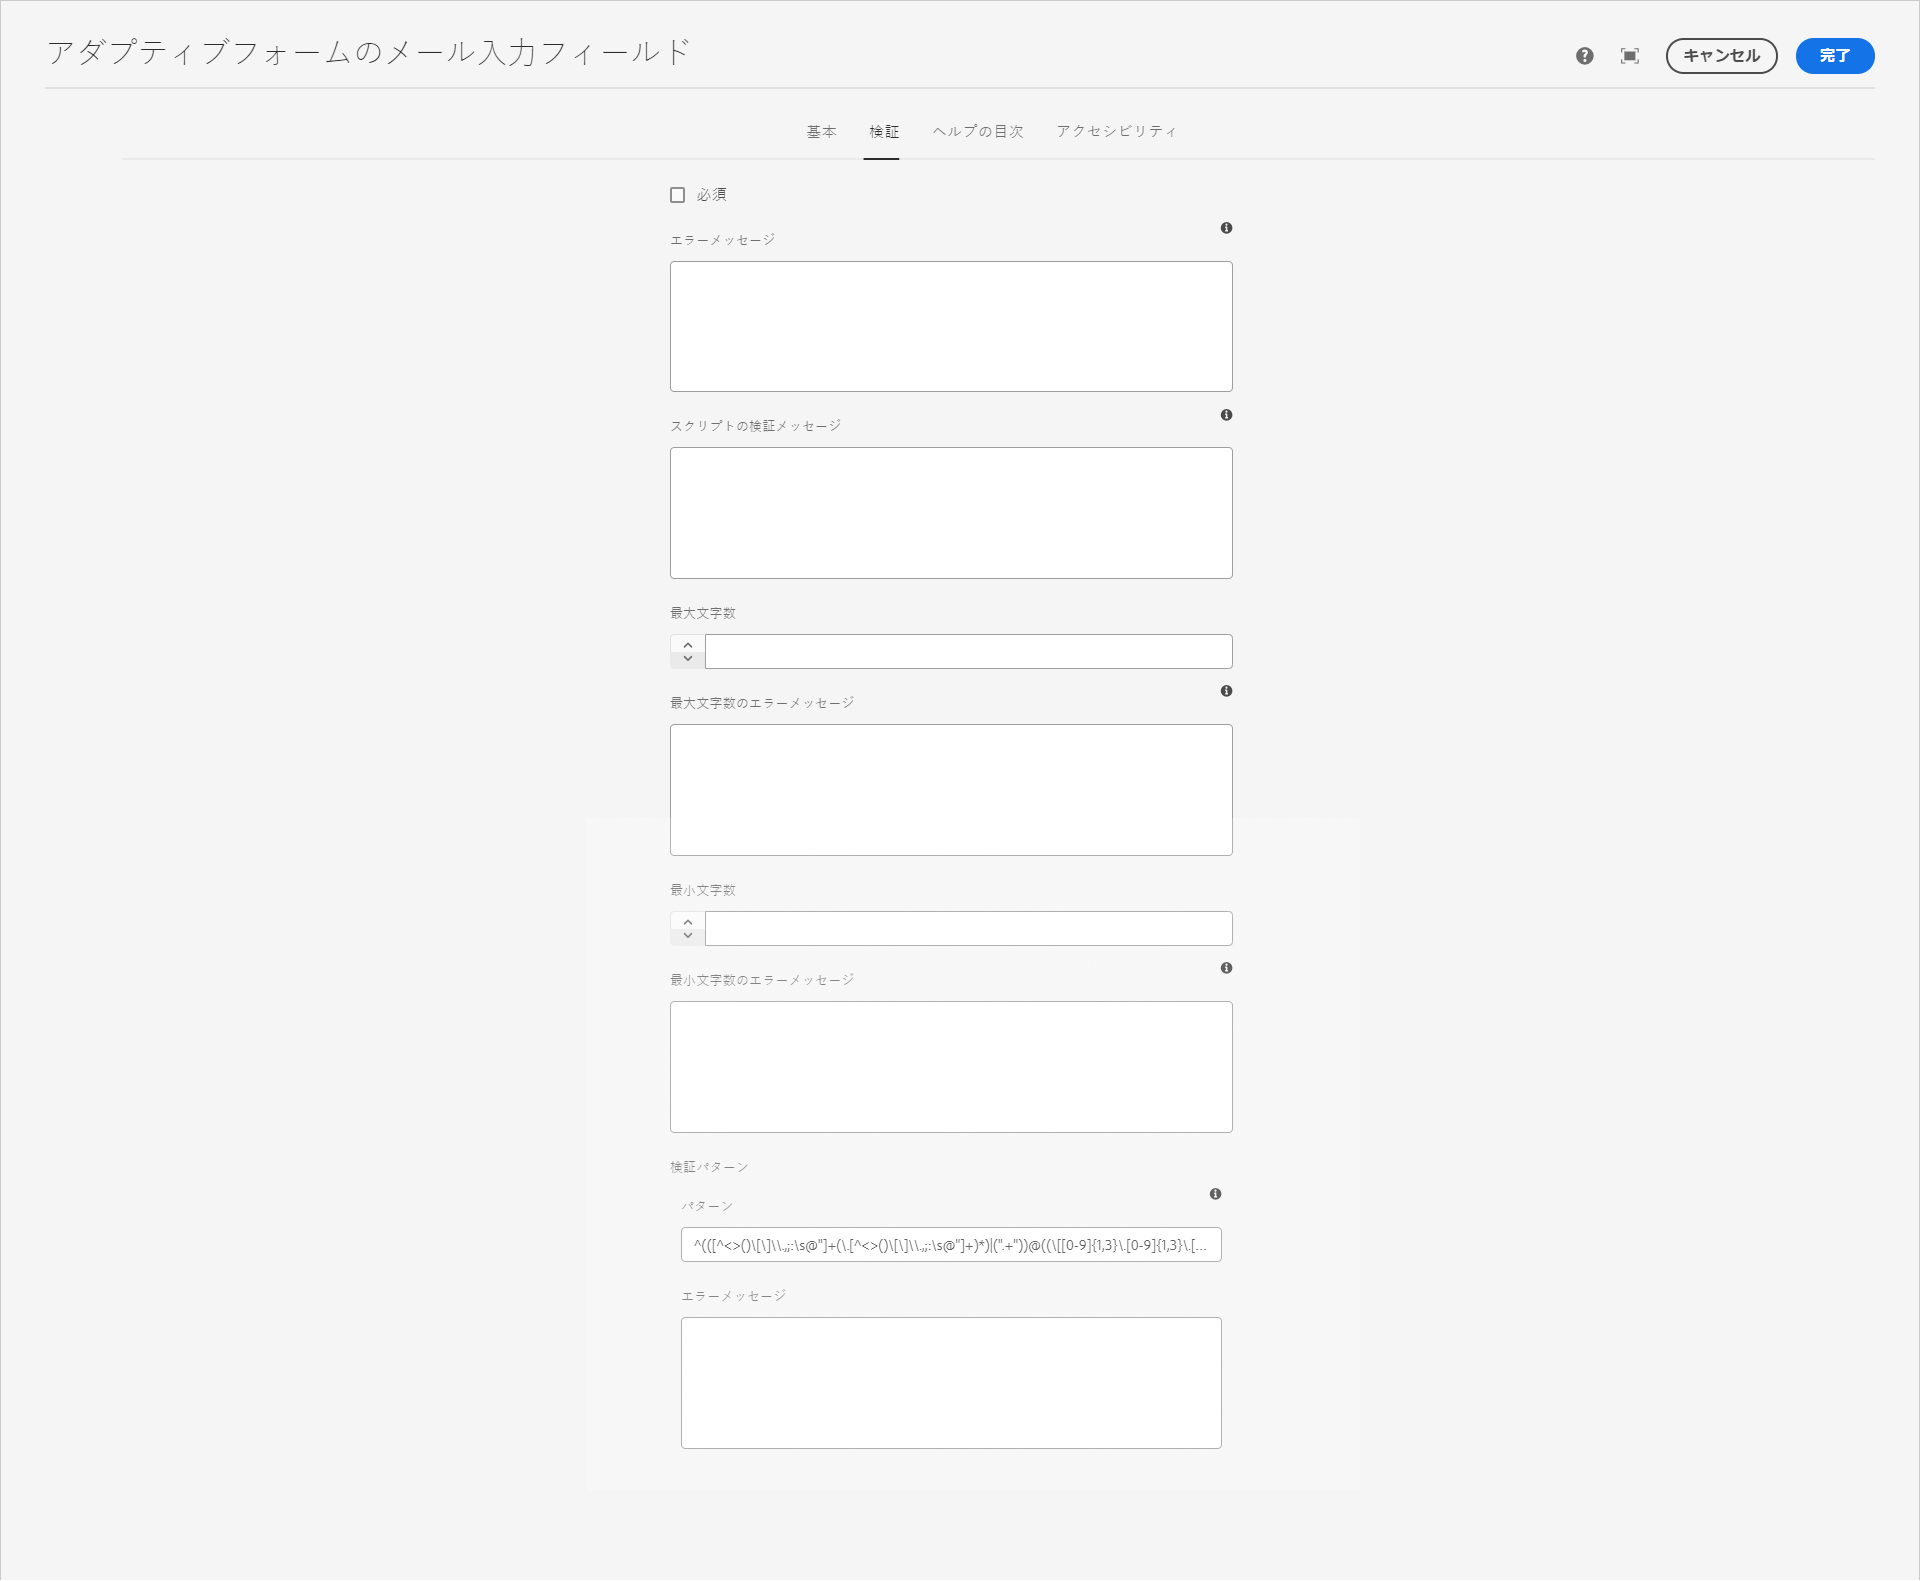 アダプティブフォームのメール入力フィールド
キャンセル
完了
基本 検証 ヘルプの目次 アクセシビリティ
必須
エラーメッセージ
スクリプトの検証メッセージ
最大文字数
最大文字数のエラーメッセージ
最小文字数
最小文字数のエラーメッセージ
検証パターン
パターン
^(([^<>()\[\]\\.,;:\s@"]+(\.[^<>()\[\]\\.,;:\s@"]+)*)|(".+"))@((\[[0-9]{1,3}\.[0-9]{1,3}\.[...
エラーメッセージ